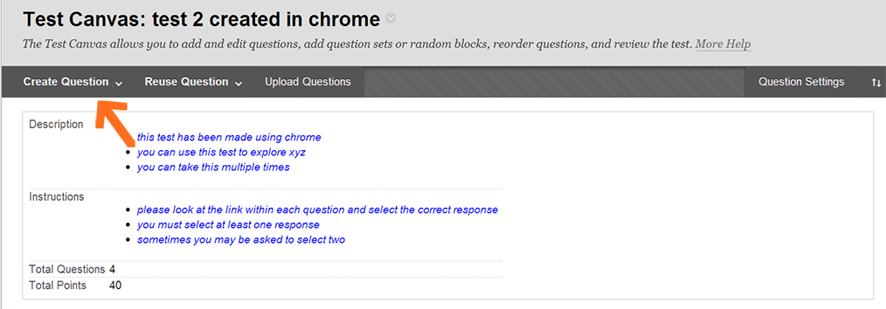 Test Canvas: test 2 created in chrome
The Test Canvas allows you to add and edit questions, add question sets or random blocks, reorder questions, and review the test. More Help
Create Question Reuse Question Upload Questions Question Settings
Description
this test has been made using chrome
you can use this test to explore xyz
you can take this multiple times
Instructions
please look at the link within each question and select the correct response
you must select at least one response
sometimes you may be asked to select two
Total Questions 4
Total Points 40